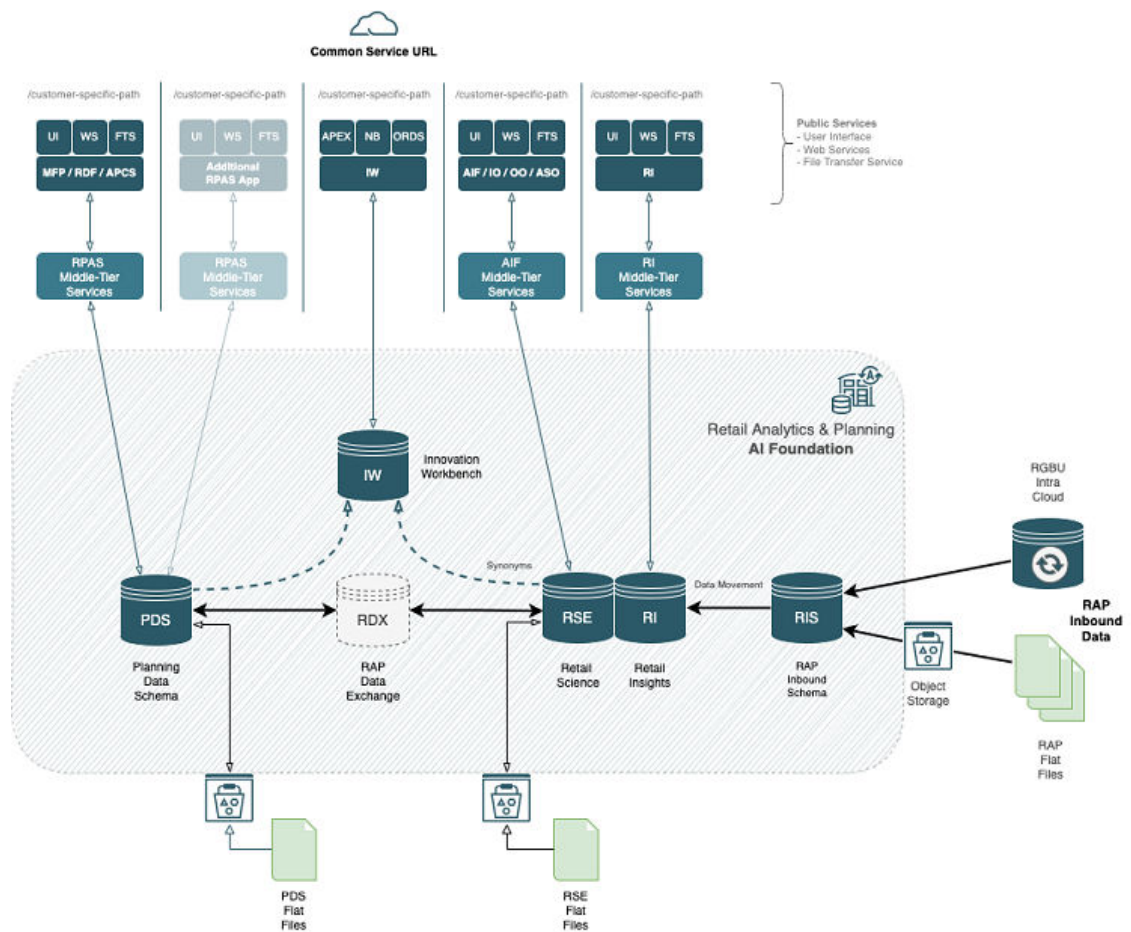 Common Service URL
/customer-specific-path
/customer-specific-path
/customer-specific-path
/customer-specific-path
/customer-specific-path
UI WS FTS
MFP / RDF / APCS
UI WS FTS
Additional
RPAS App
APEX NB ORDS
IW
UI WS FTS
AIF / IO / OO / ASO
UI WS FTS
RI
Public Services
- User Interface
- Web Services
- File Transfer Service
RPAS
Middle-Tier
Services
RPAS
Middle-Tier
Services
AIF
Middle-Tier
Services
RI
Middle-Tier
Services
A
Retail Analytics & Planning
AI Foundation
IW
Innovation
Workbench
RGBU
Intra
Cloud
Synonyms
Data Movement
PDS
RDX
RSE
RI
RIS
RAP
Inbound
Data
Planning
Data
Schema
RAP
Data
Exchange
Retail
Science
Retail
Insights
RAP
Inbound
Schema
Object
Storage
RAP
Flat
Files
PDS
Flat
Files
RSE
Flat
Files